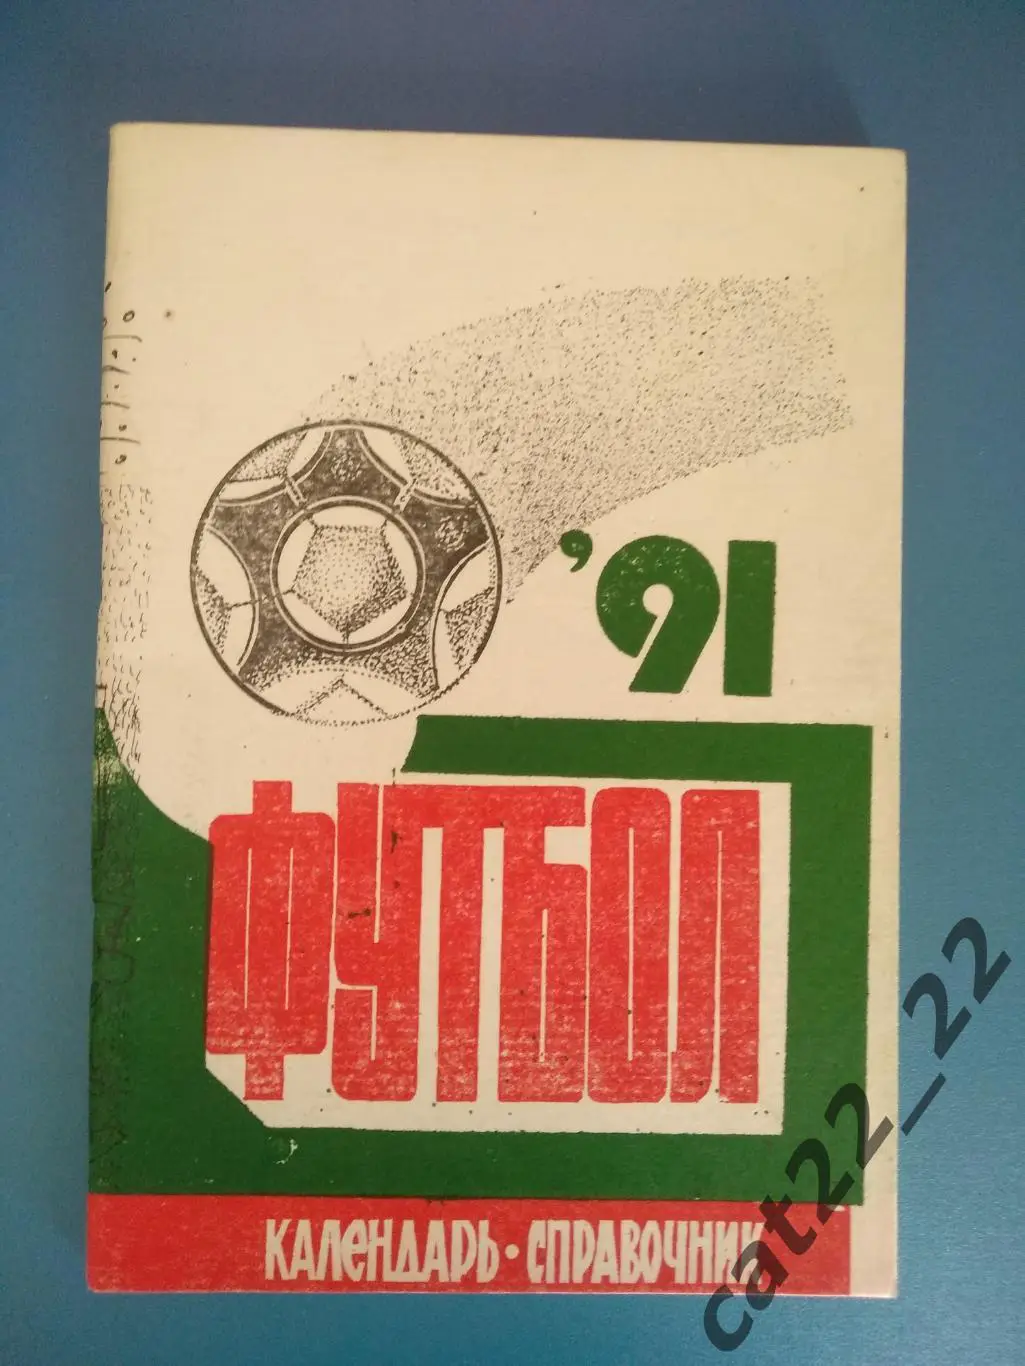 '91
ФУТБОЛ
КАЛЕНДАРЬ·СПРАВОЧНИК
cat22_22